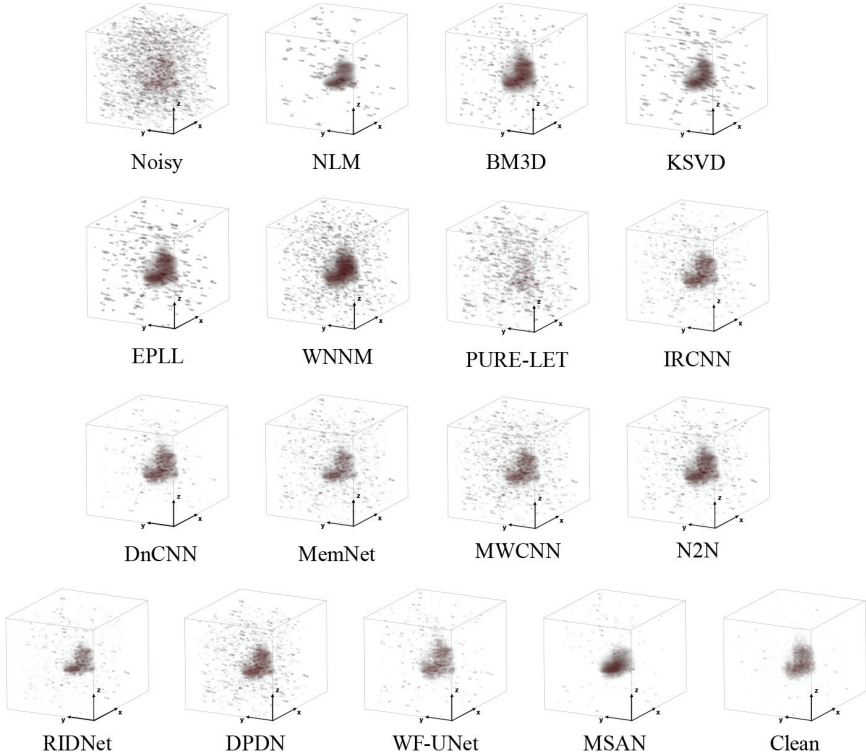 z
y
x
z
y
x
z
y
x
z
y
x
Noisy
NLM
BM3D
KSVD
z
y
x
z
y
x
z
y
x
z
y
x
EPLL
WNNM
PURE-LET
IRCNN
z
y
x
z
y
x
z
y
x
z
y
x
DnCNN
MemNet
MWCNN
N2N
z
y
x
z
y
x
z
y
x
z
y
x
z
y
x
RIDNet
DPDN
WF-UNet
MSAN
Clean